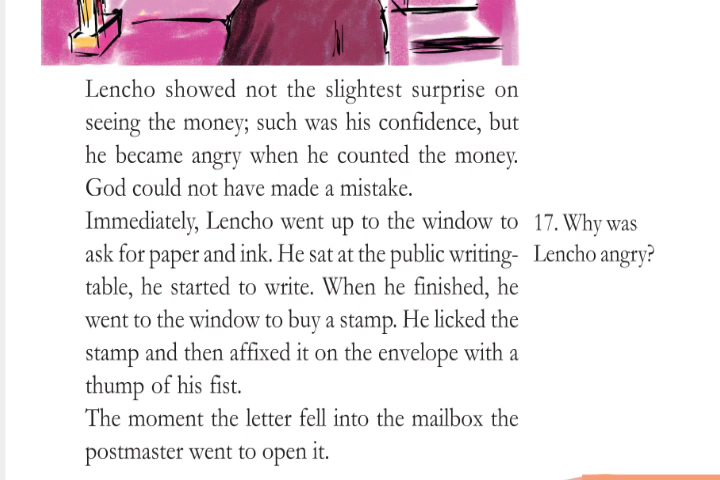 Lencho showed not the slightest surprise on
seeing the money; such was his confidence, but
he became angry when he counted the money.
God could not have made a mistake.
Immediately, Lencho went up to the window to
ask for paper and ink. He sat at the public writing-
table, he started to write. When he finished, he
went to the window to buy a stamp. He licked the
stamp and then affixed it on the envelope with a
thump of his fist.
The moment the letter fell into the mailbox the
postmaster went to open it.
17. Why was
Lencho angry?